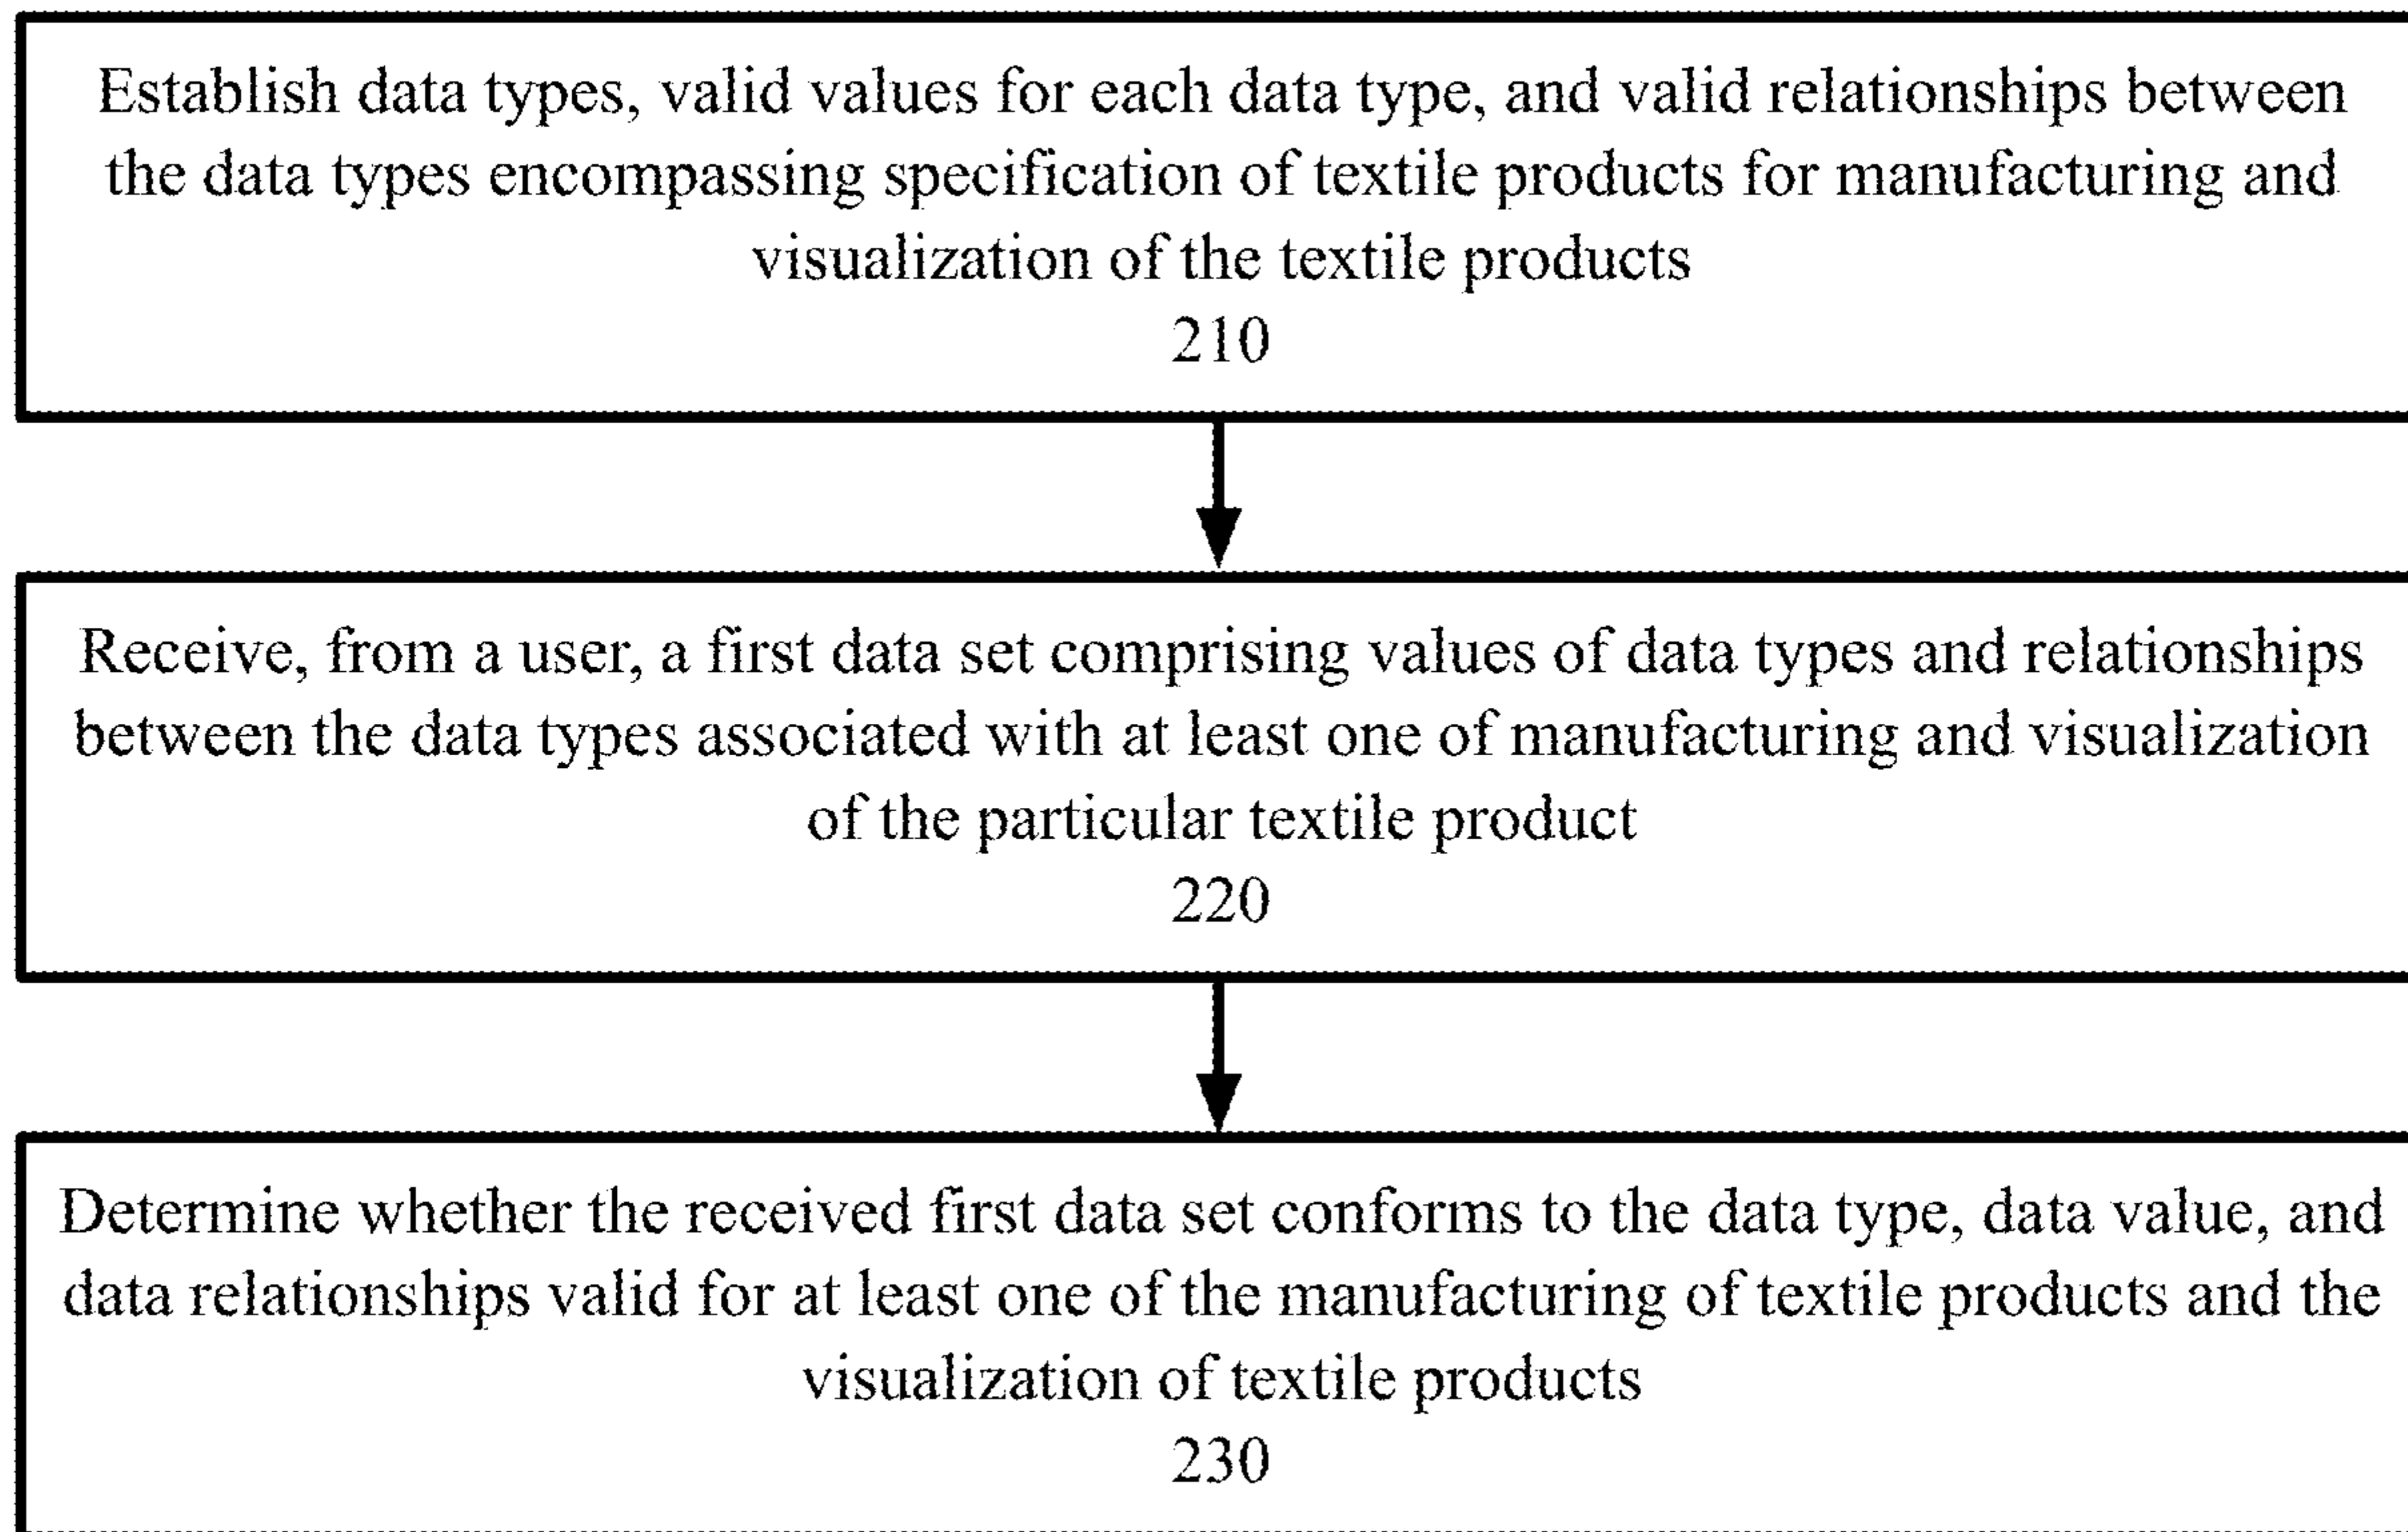 Establish data types, valid values for each data type, and valid relationships between
the data types encompassing specification of textile products for manufacturing and
visualization of the textile products
210
Receive, from a user, a first data set comprising values of data types and relationships
between the data types associated with at least one of manufacturing and visualization
of the particular textile product
220
Determine whether the received first data set conforms to the data type, data value, and
data relationships valid for at least one of the manufacturing of textile products and the
visualization of textile products
230